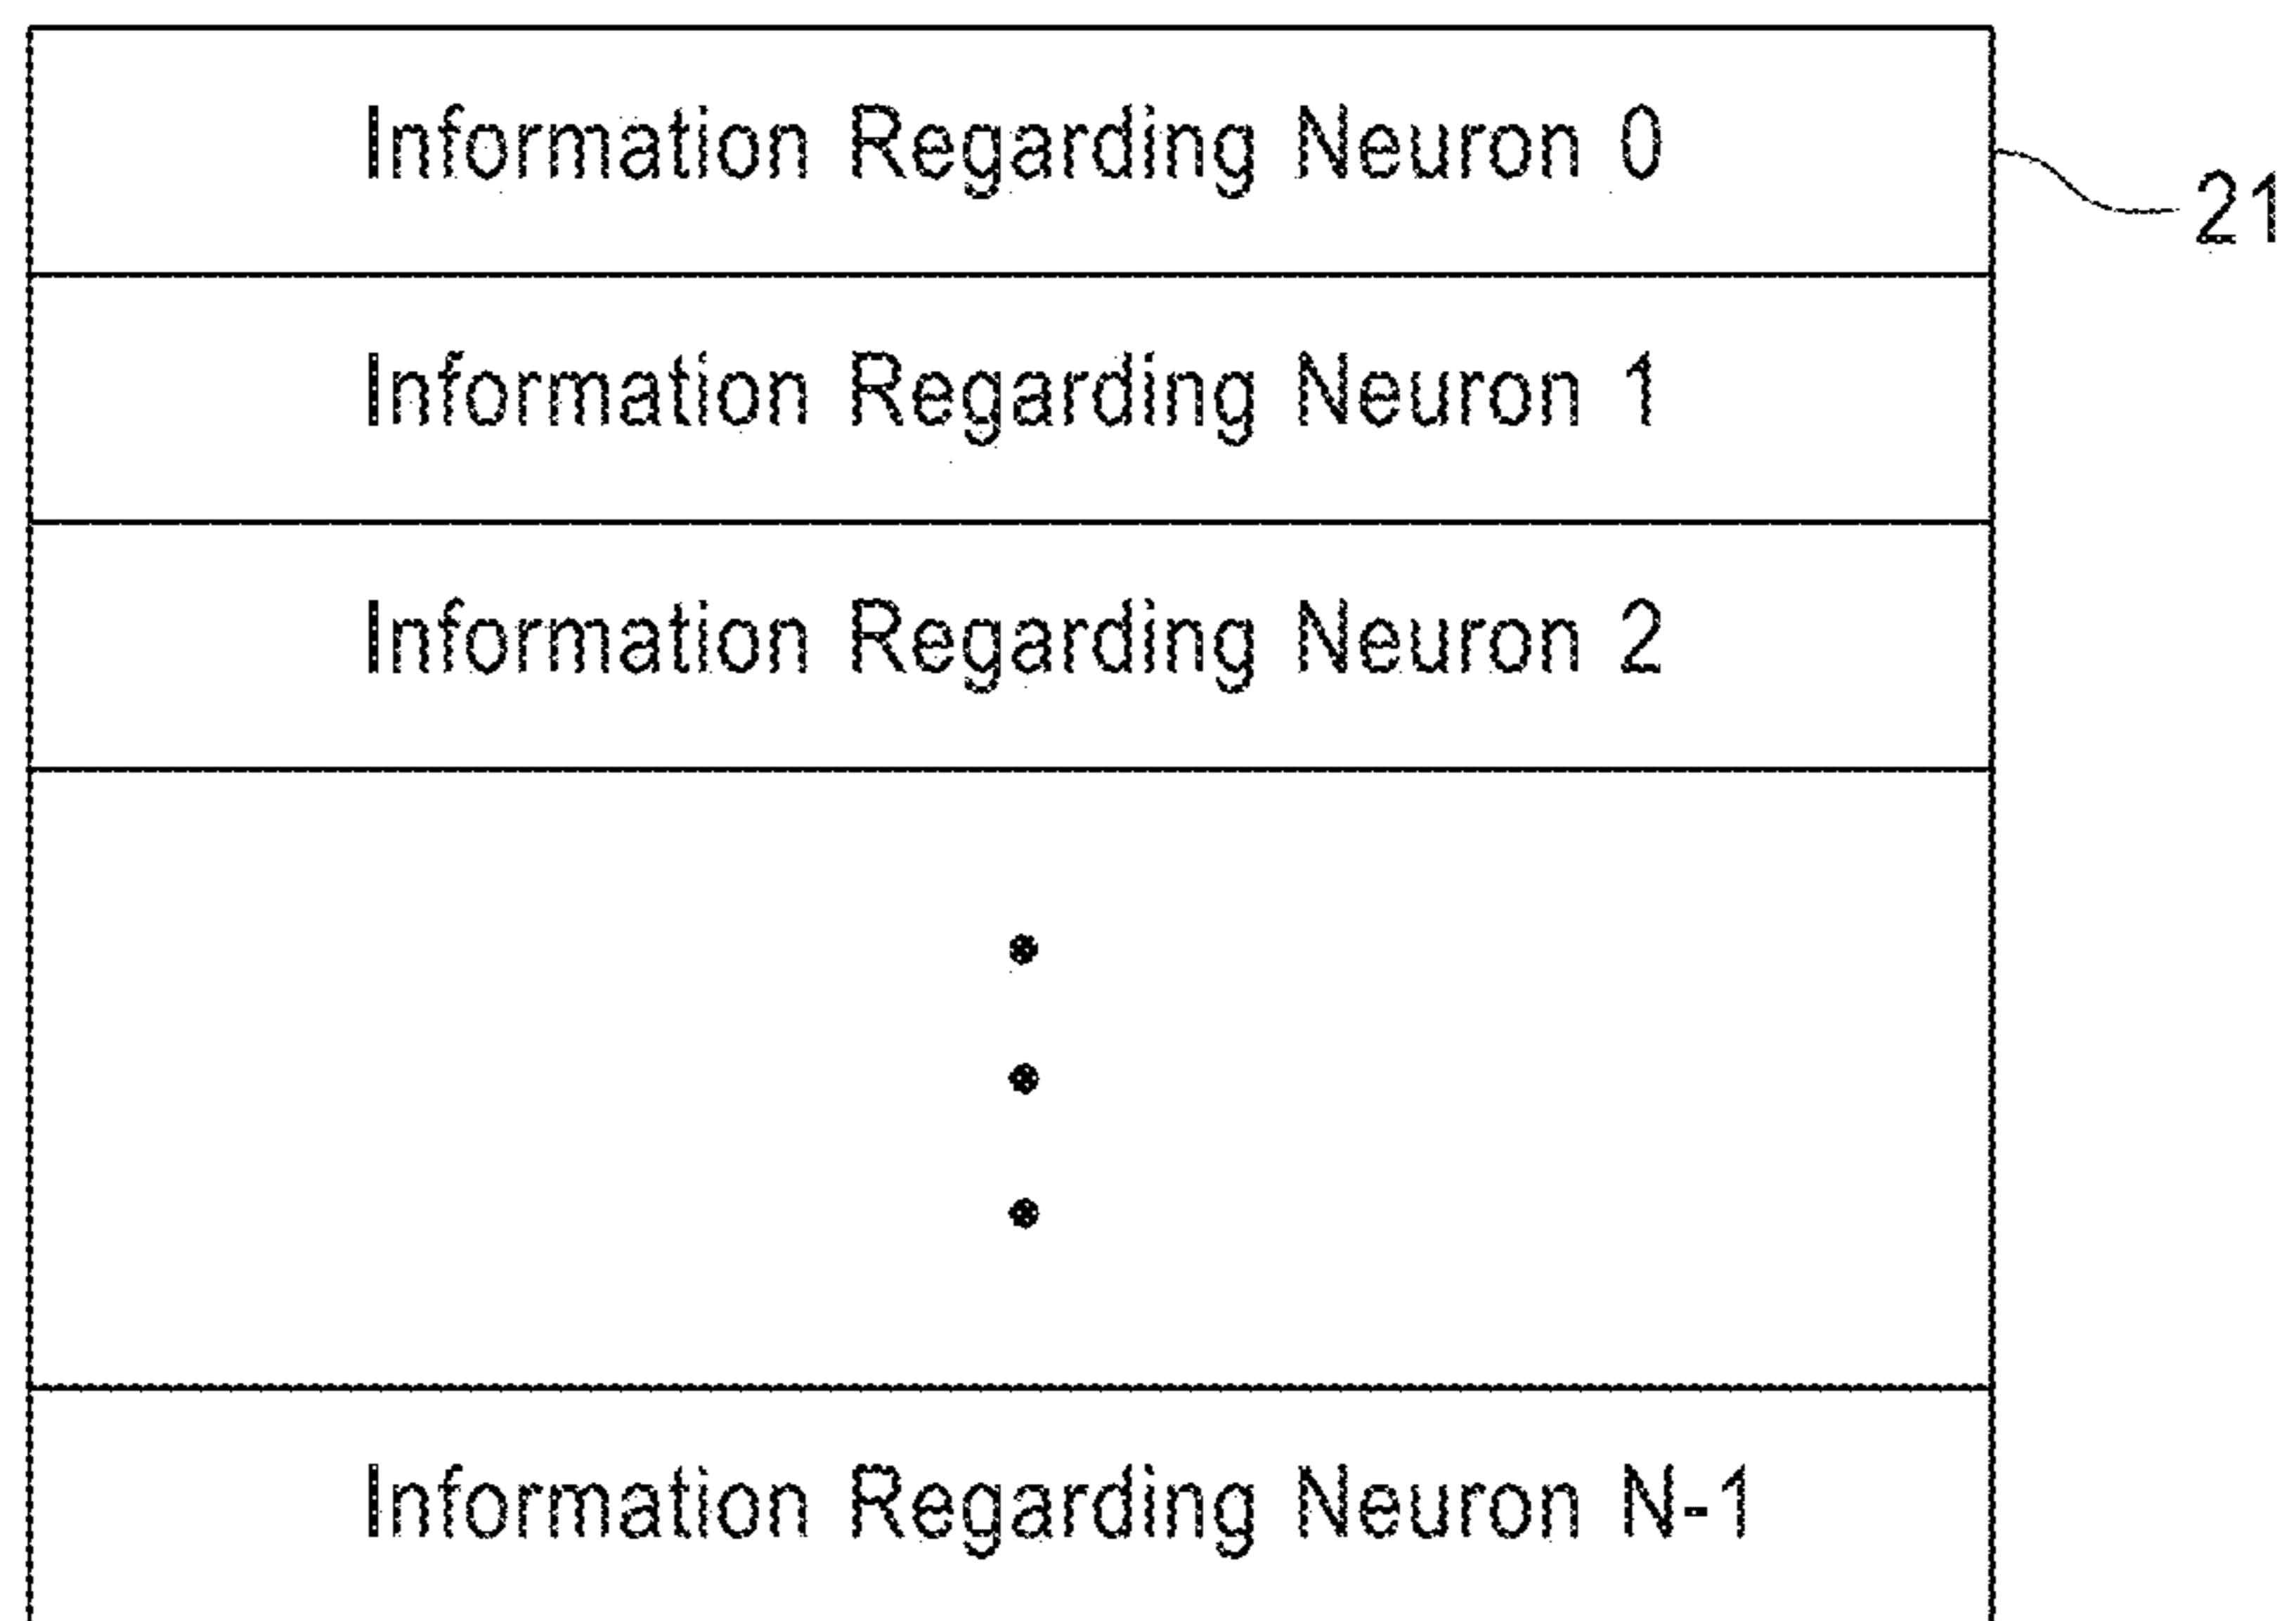 Information Regarding Neuron 0
21
Information Regarding Neuron 1
Information Regarding Neuron 2
Information Regarding Neuron N-1